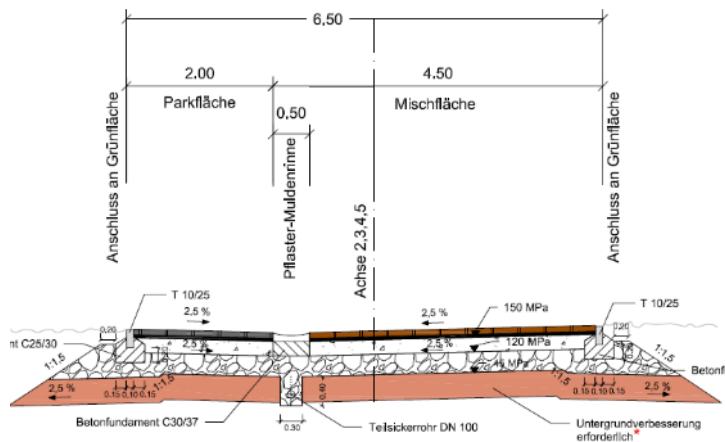 6,50
2.00
4.50
Parkfläche
Mischfläche
0,50
Anschluss an Grünfläche
Pflaster-Muldenrinne
Achse 2,3,4,5
Anschluss an Grünfläche
T 10/25
2,5 %
2,5 %
150 MPa
T 10/25
0,20
0,20
nt C25/30
2,5%
2,5%
120 MPa
1:1,5
1:1,5
45 MPa
1:1,5
1:1,5
Betonf
2,5 %
0.15 0,10 0.15
0,40
0.15 0.10 0.15
2,5 %
Betonfundament C30/37
0.30
Teilsickerrohr DN 100
Untergrundverbesserung
erforderlich*